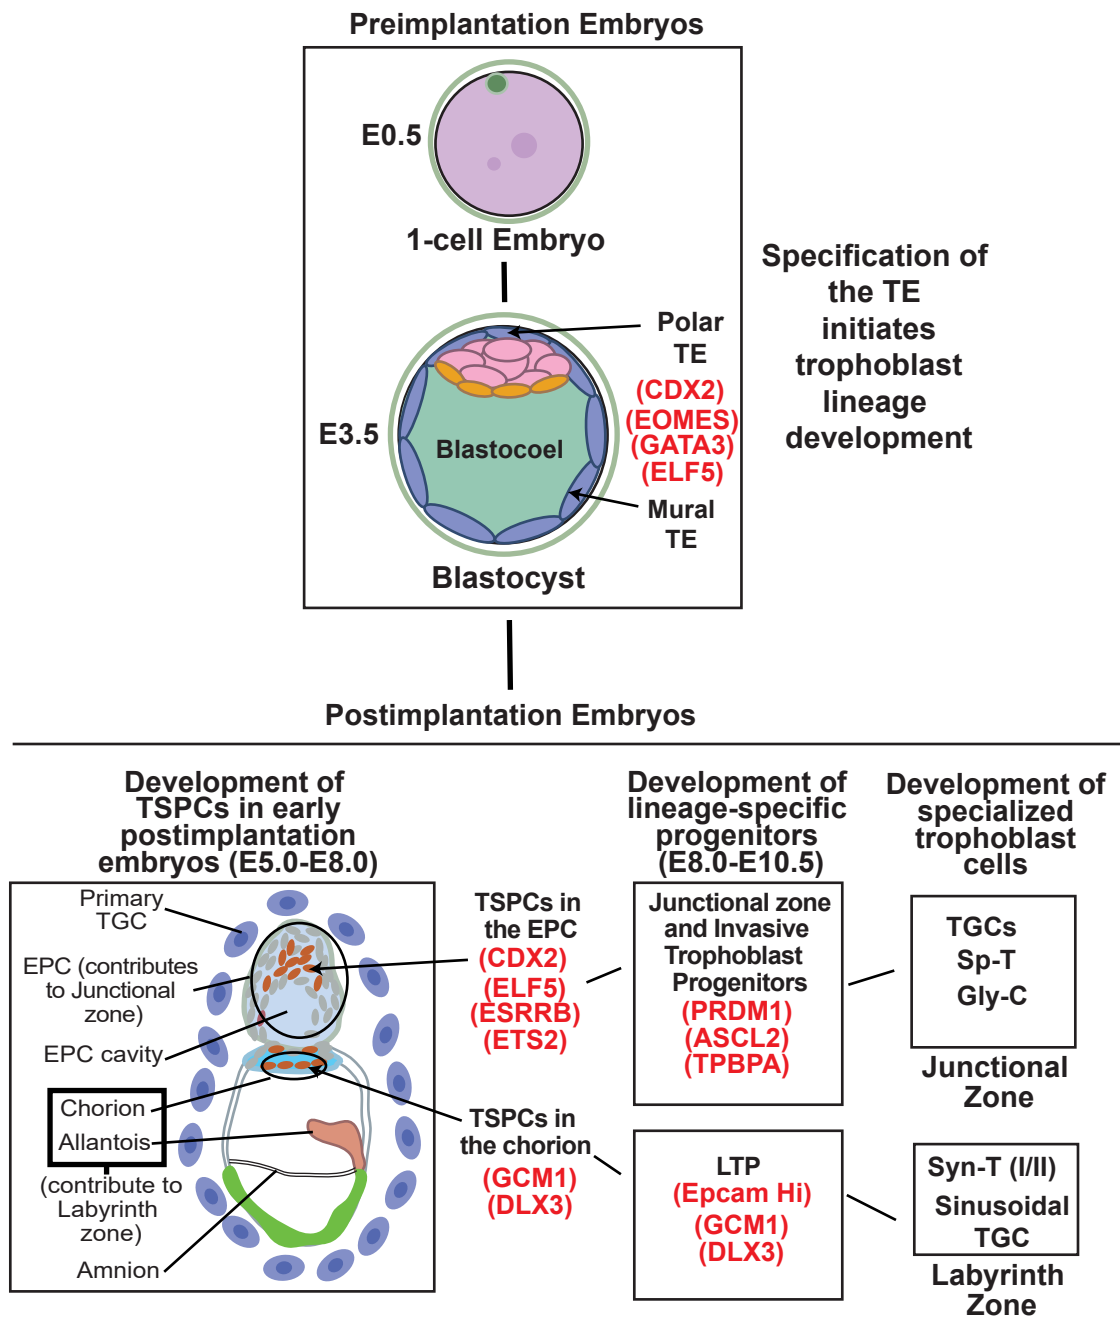 Preimplantation Embryos
E0.5
1-cell Embryo
Specification of
the TE
initiates
trophoblast
lineage
development
Polar
TE
(CDX2)
(EOMES)
(GATA3)
(ELF5)
E3.5
Blastocoel
Mural
TE
Blastocyst
Postimplantation Embryos
Development of
TSPCs in early
postimplantation
embryos (E5.0-E8.0)
Primary
TGC
EPC (contributes
to Junctional
zone)
EPC cavity
Chorion
Allantois
(contribute to
Labyrinth
zone)
Amnion
TSPCs in
the EPC
(CDX2)
(ELF5)
(ESRRB)
(ETS2)
TSPCs in
the chorion
(GCM1)
(DLX3)
Development of
lineage-specific
progenitors
(E8.0-E10.5)
Junctional zone
and Invasive
Trophoblast
Progenitors
(PRDM1)
(ASCL2)
(TPBPA)
LTP
(Epcam Hi)
(GCM1)
(DLX3)
Development of
specialized
trophoblast
cells
TGCs
Sp-T
Gly-C
Junctional
Zone
Syn-T (I/II)
Sinusoidal
TGC
Labyrinth
Zone